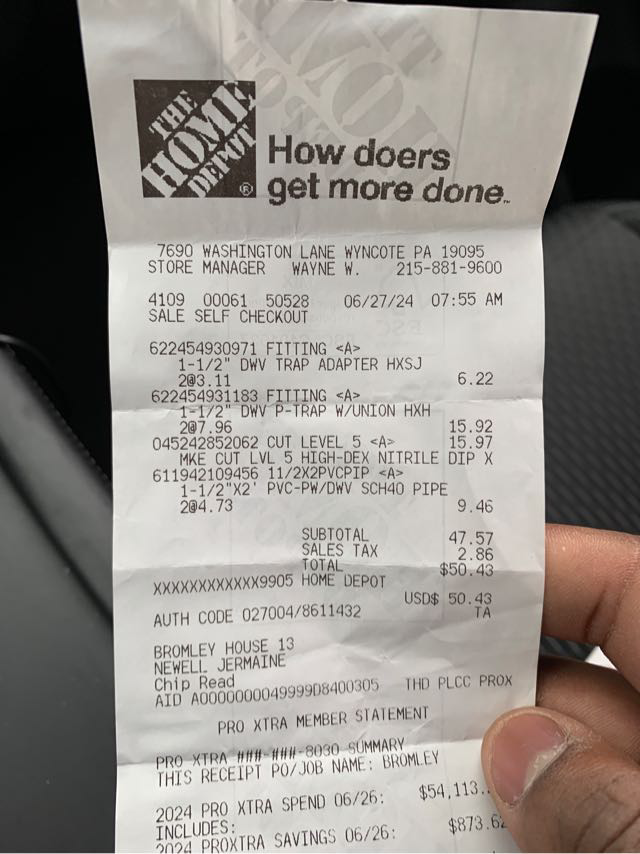 THE
HOME
DEPOT
How doers
get more done™
7690 WASHINGTON LANE WYNCOTE PA 19095
STORE MANAGER WAYNE W. 215-881-9600
4109 00061 50528 06/27/24 07:55 AM
SALE SELF CHECKOUT
622454930971 FITTING <A>
1-1/2" DWV TRAP ADAPTER HXSJ
2@3.11 6.22
622454931183 FITTING <A>
1-1/2" DWV P-TRAP W/UNION HXH
2@7.96 15.92
045242852062 CUT LEVEL 5 <A> 15.97
MKE CUT LVL 5 HIGH-DEX NITRILE DIP X
611942109456 11/2X2PVCPIP <A>
1-1/2"X2' PVC-PW/DWV SCH40 PIPE
2@4.73 9.46
SUBTOTAL 47.57
SALES TAX 2.86
TOTAL $50.43
XXXXXXXXXXXX9905 HOME DEPOT
USD$ 50.43
AUTH CODE 027004/8611432 TA
BROMLEY HOUSE 13
NEWELL JERMAINE
Chip Read
AID A0000000049999D8400305 THD PLCC PROX
PRO XTRA MEMBER STATEMENT
PRO XTRA ###-###-8030 SUMMARY
THIS RECEIPT PO/JOB NAME: BROMLEY
2024 PRO XTRA SPEND 06/26: $54,113.
INCLUDES:
2024 PROXTRA SAVINGS 06/26: $873.62